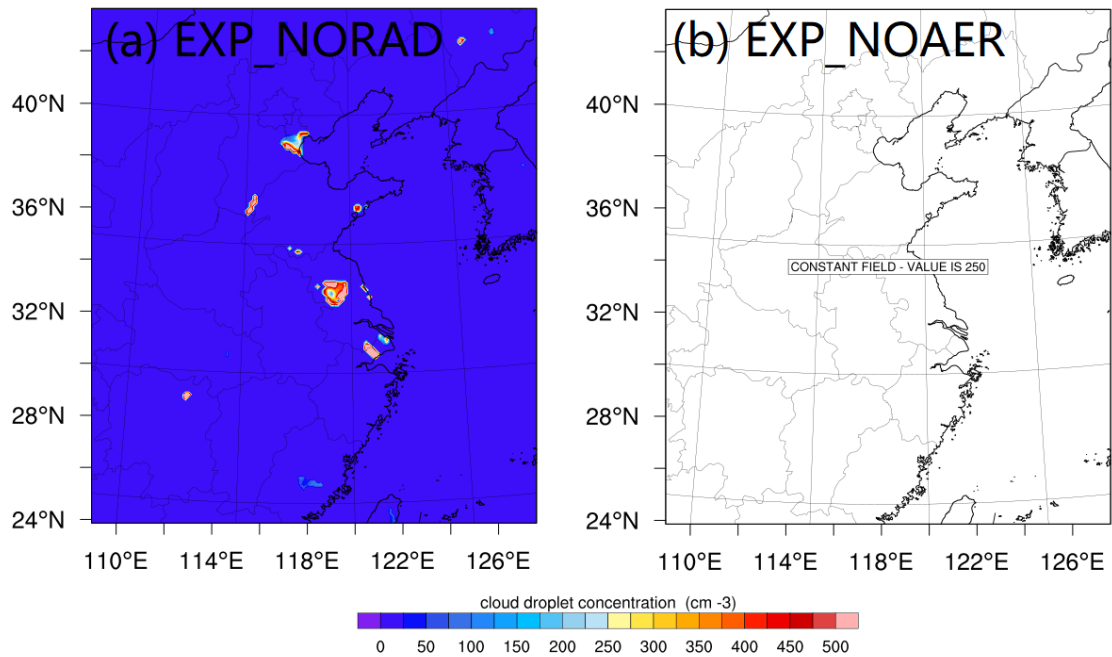 (a) EXP_NORAD
(b) EXP_NOAER
40°N
36°N
32°N
28°N
24°N
110°E 114°E 118°E 122°E 126°E
40°N
36°N
32°N
28°N
24°N
110°E 114°E 118°E 122°E 126°E
CONSTANT FIELD - VALUE IS 250
cloud droplet concentration (cm -3)
0 50 100 150 200 250 300 350 400 450 500